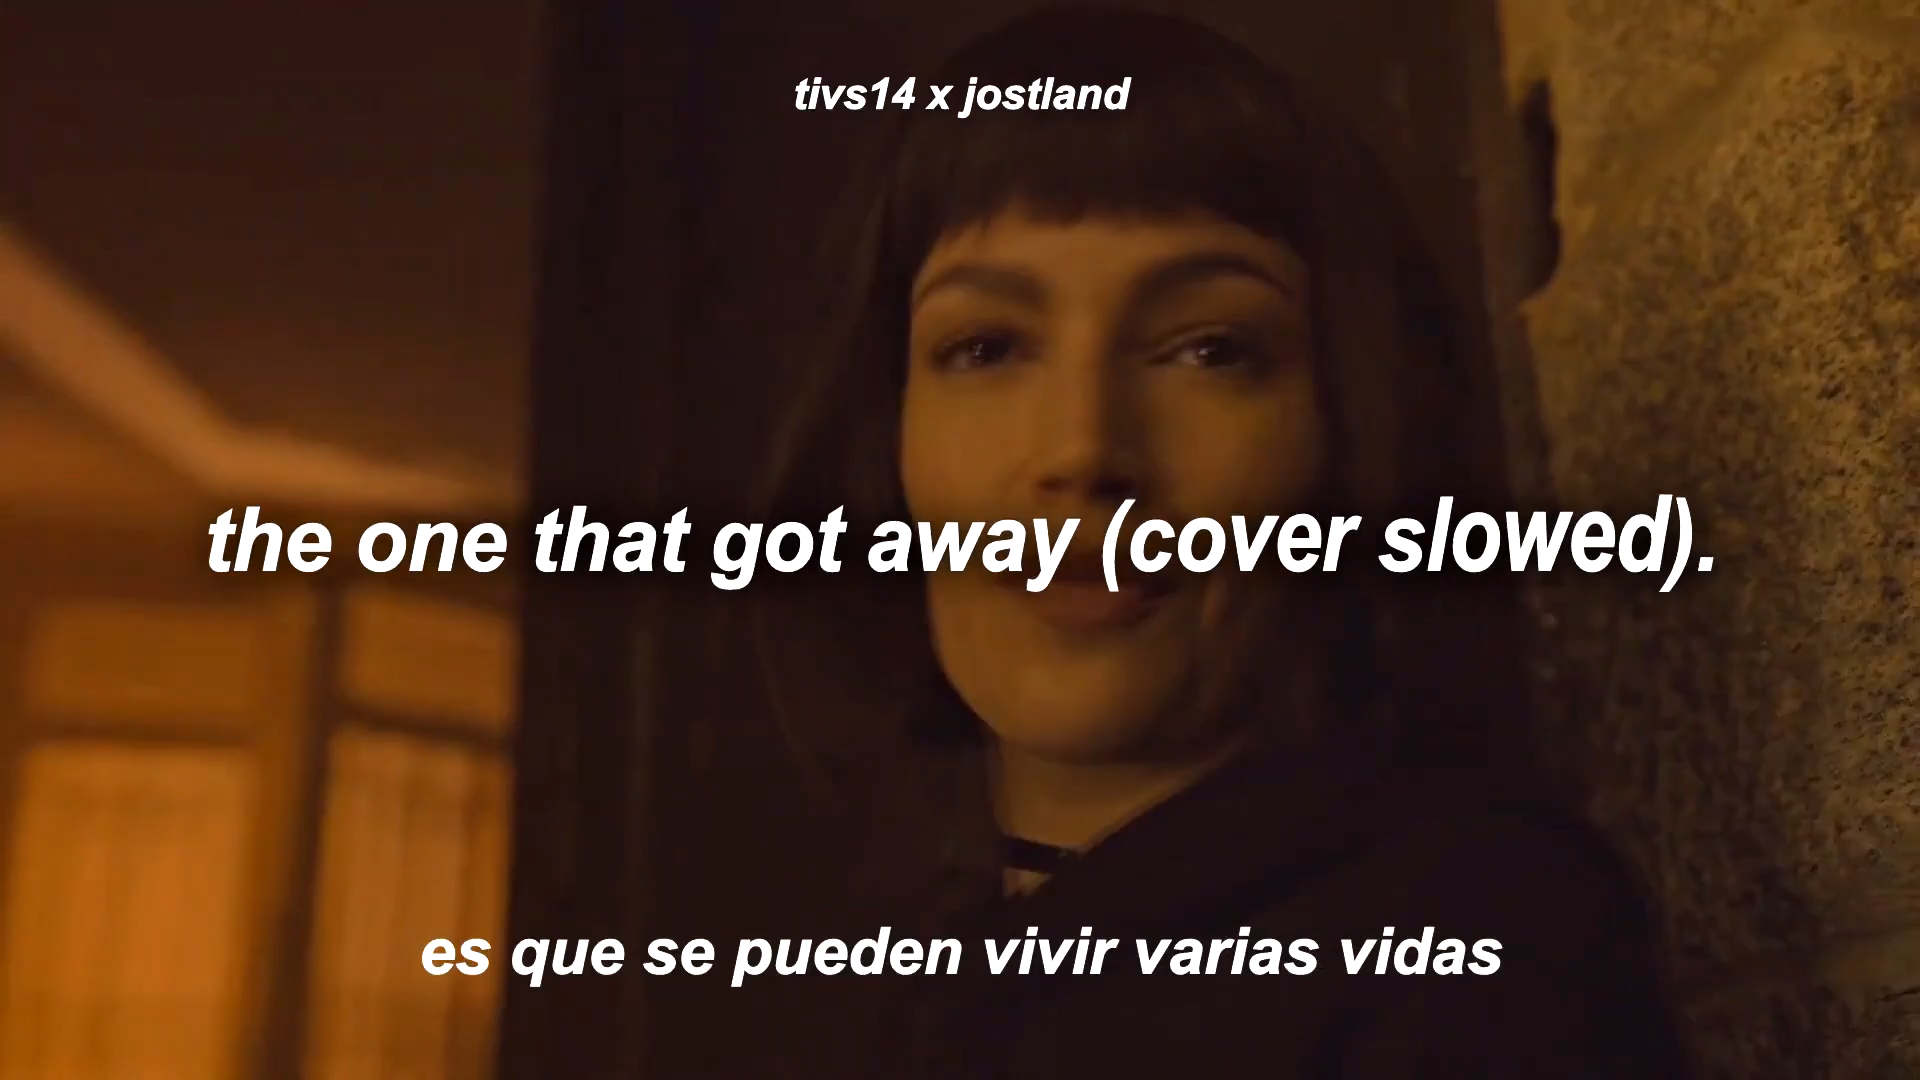 tivs14 x jostland
the one that got away (cover slowed).
es que se pueden vivir varias vidas